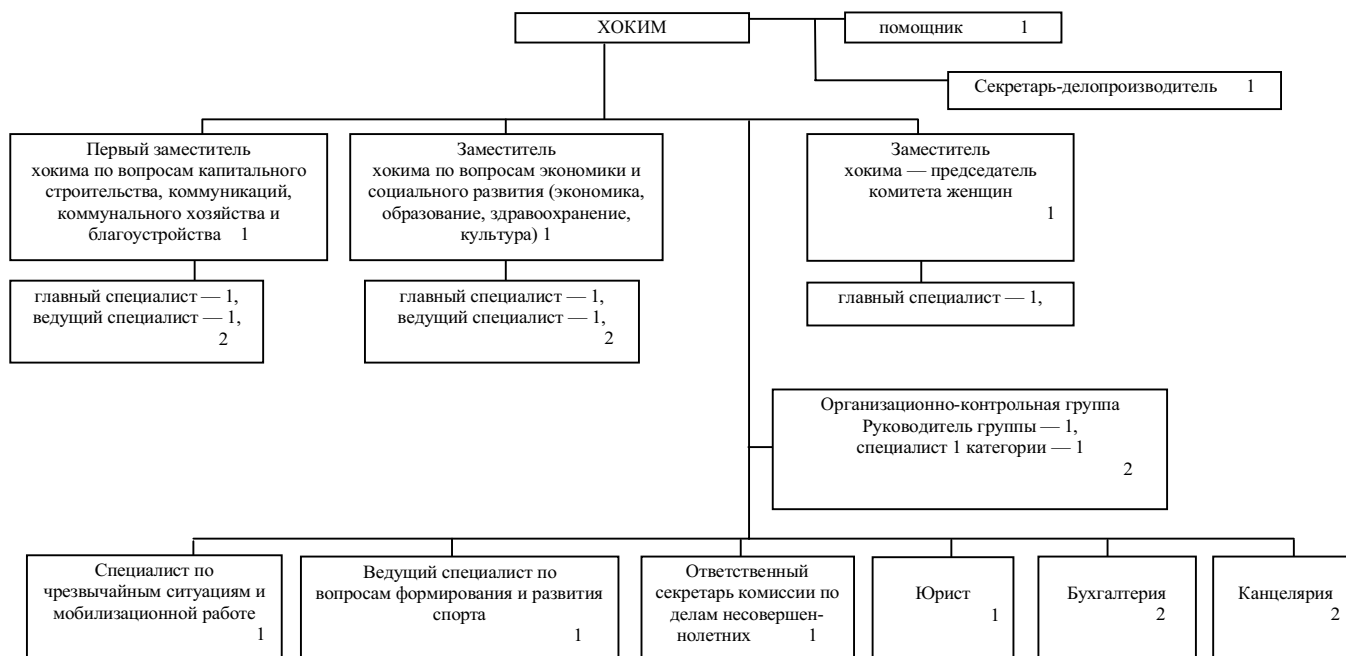 ХОКИМ
помощник 1
Секретарь-делопроизводитель 1
Первый заместитель
хокима по вопросам капитального
строительства, коммуникаций,
коммунального хозяйства и
благоустройства 1
Заместитель
хокима по вопросам экономики и
социального развития (экономика,
образование, здравоохранение,
культура) 1
Заместитель
хокима — председатель
комитета женщин
1
главный специалист — 1,
ведущий специалист — 1,
2
главный специалист — 1,
ведущий специалист — 1,
2
главный специалист — 1,
Организационно-контрольная группа
Руководитель группы — 1,
специалист 1 категории — 1
2
Специалист по
чрезвычайным ситуациям и
мобилизационной работе
1
Ведущий специалист по
вопросам формирования и развития
спорта
1
Ответственный
секретарь комиссии по
делам несовершен-
нолетних 1
Юрист
1
Бухгалтерия
2
Канцелярия
2